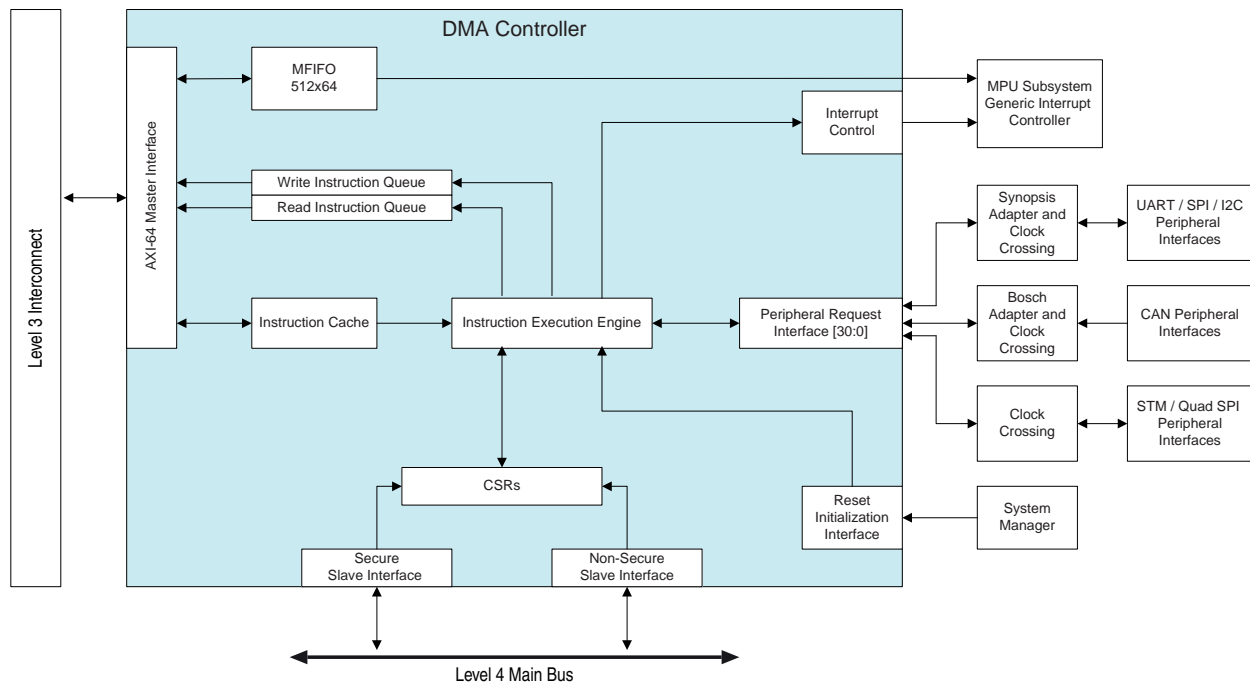 DMA Controller
Level 3 Interconnect
AXI-64 Master Interface
MFIFO
512x64
MPU Subsystem
Generic Interrupt
Controller
Interrupt
Control
Write Instruction Queue
Read Instruction Queue
Synopsis
Adapter and
Clock
Crossing
UART / SPI / I2C
Peripheral
Interfaces
Instruction Cache
Instruction Execution Engine
Peripheral Request
Interface [30:0]
Bosch
Adapter and
Clock
Crossing
CAN Peripheral
Interfaces
Clock
Crossing
STM / Quad SPI
Peripheral
Interfaces
CSRs
Reset
Initialization
Interface
System
Manager
Secure
Slave Interface
Non-Secure
Slave Interface
Level 4 Main Bus